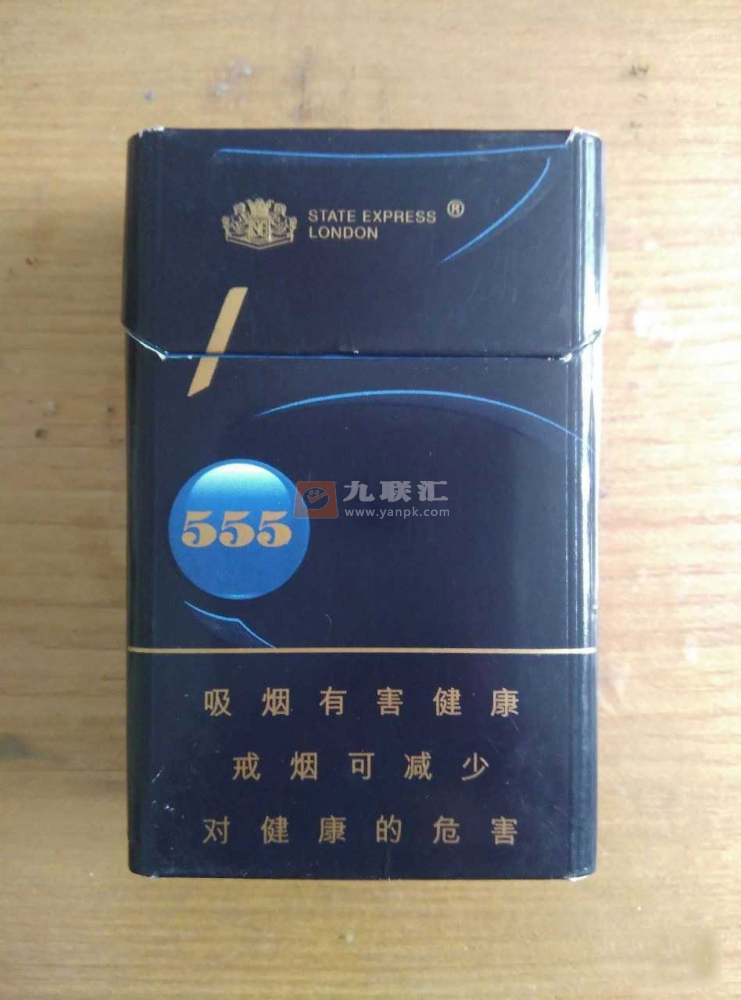 STATE EXPRESS ®
LONDON
555
九联汇
www.yanpk.com
吸烟有害健康
戒烟可减少
对健康的危害